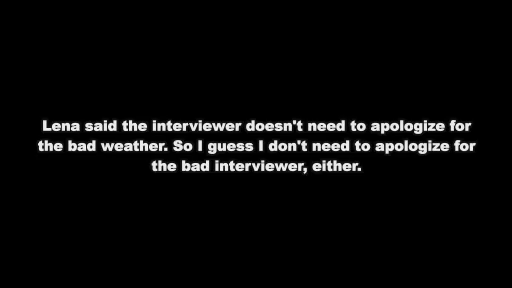 Lena said the interviewer doesn't need to apologize for
the bad weather. So I guess I don't need to apologize for
the bad interviewer, either.